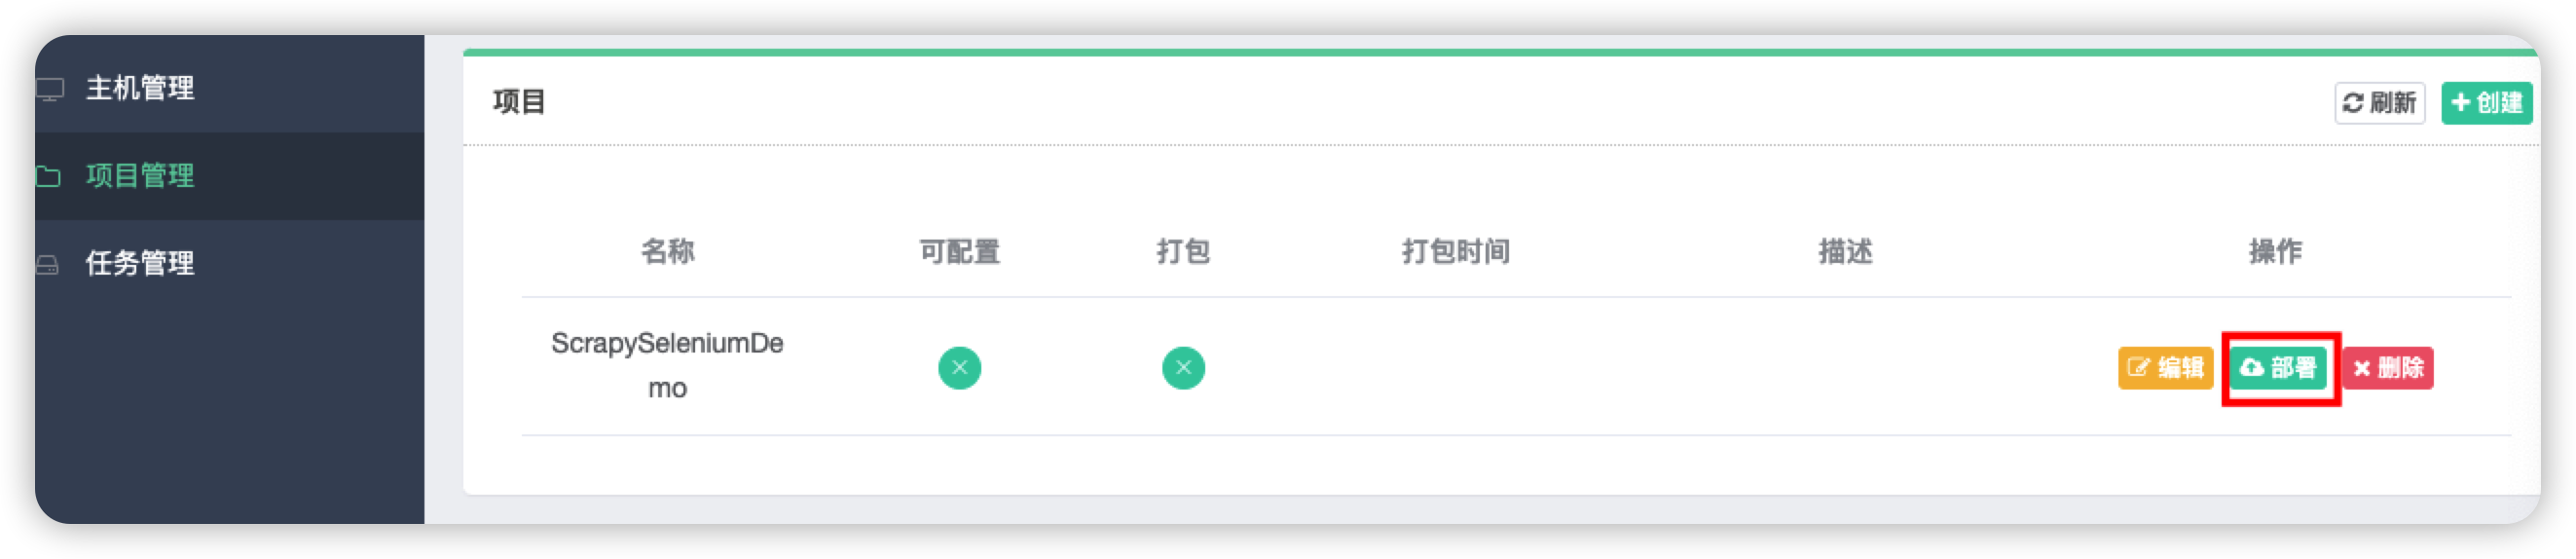 主机管理
项目管理
任务管理
项目
刷新
创建
名称 可配置 打包 打包时间 描述 操作
ScrapySeleniumDe
mo
编辑 部署 删除